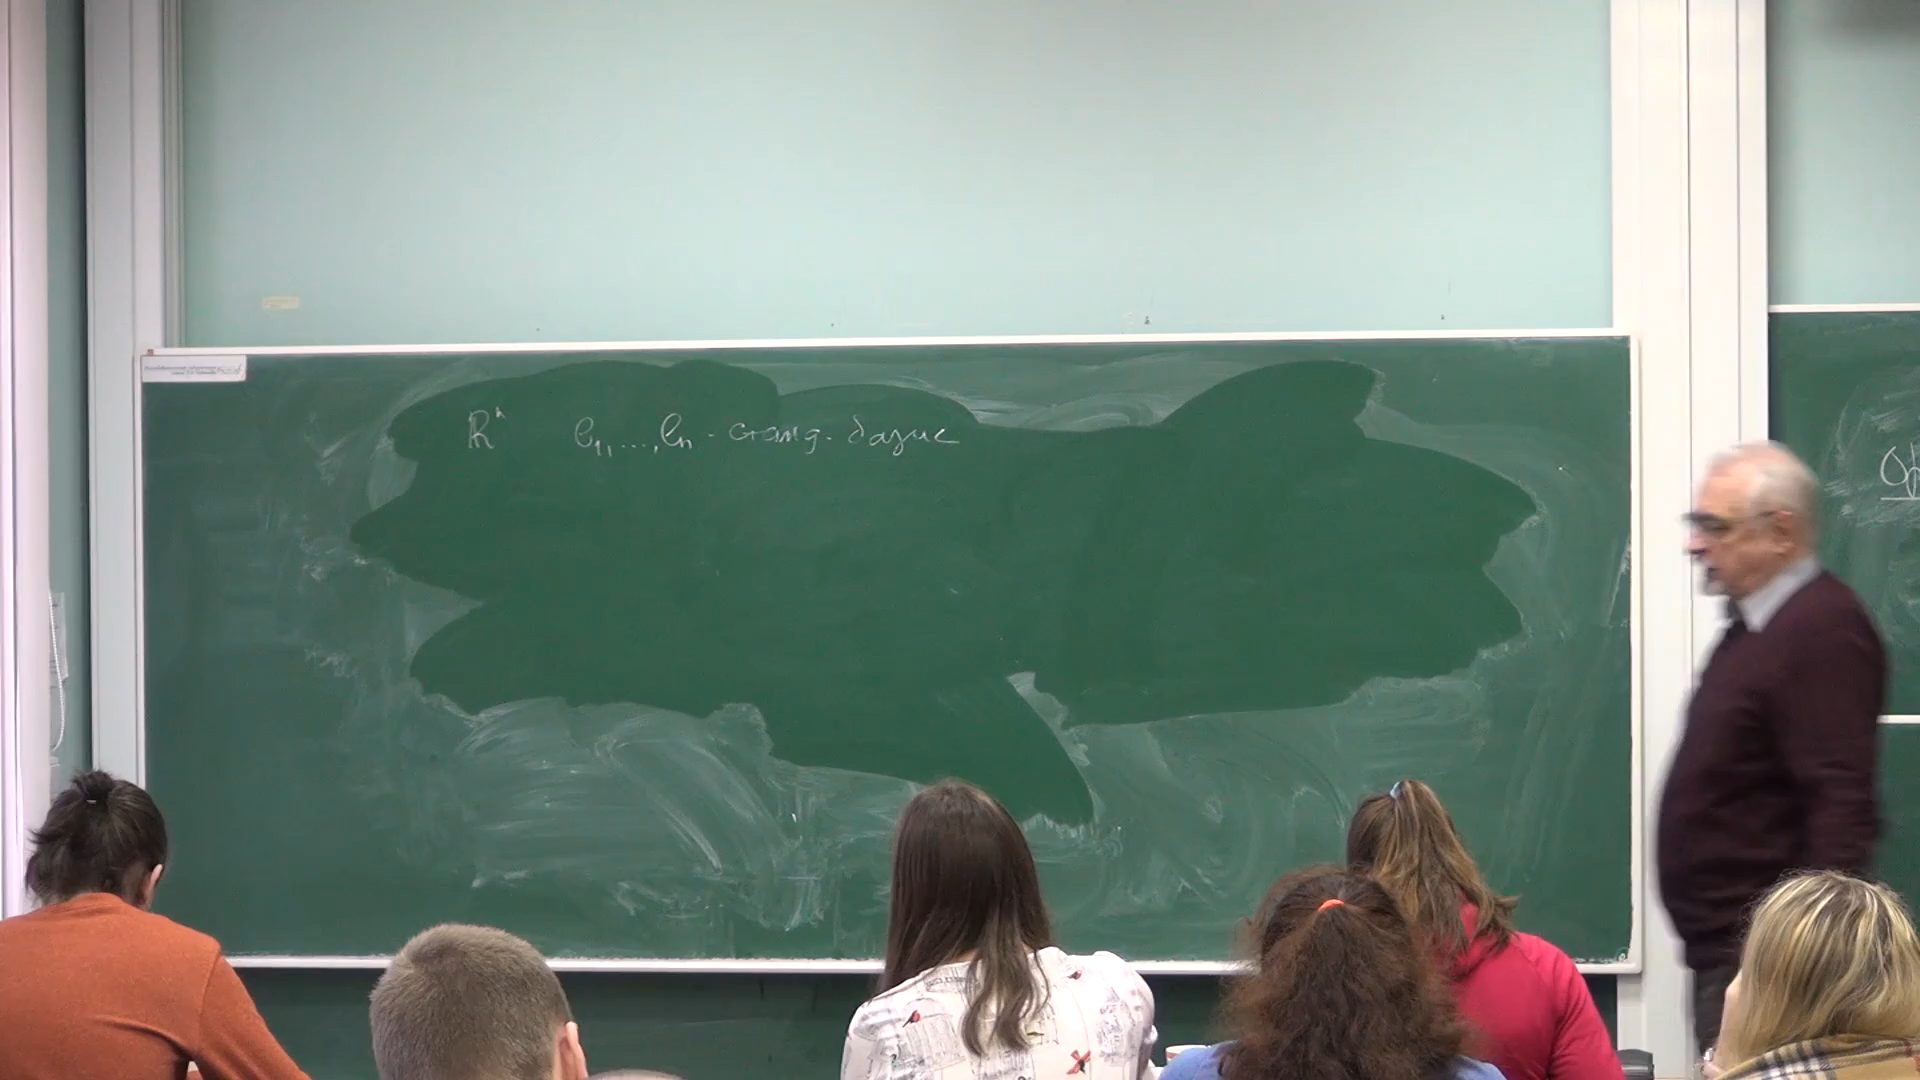 ℝⁿ e₁,...,eₙ - станд. базис